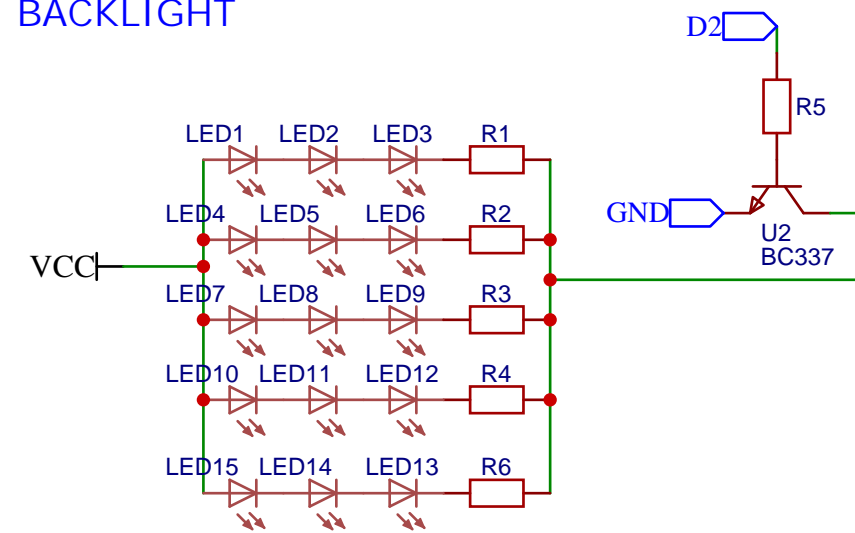 BACKLIGHT
D2
R5
LED1 LED2 LED3 R1
LED4 LED5 LED6 R2
GND
U2
BC337
VCC
LED7 LED8 LED9 R3
LED10 LED11 LED12 R4
LED15 LED14 LED13 R6